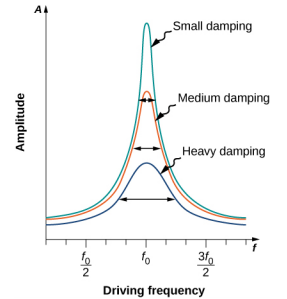 A
Small damping
Medium damping
Heavy damping
Amplitude
f
f₀/2
f₀
3f₀/2
Driving frequency